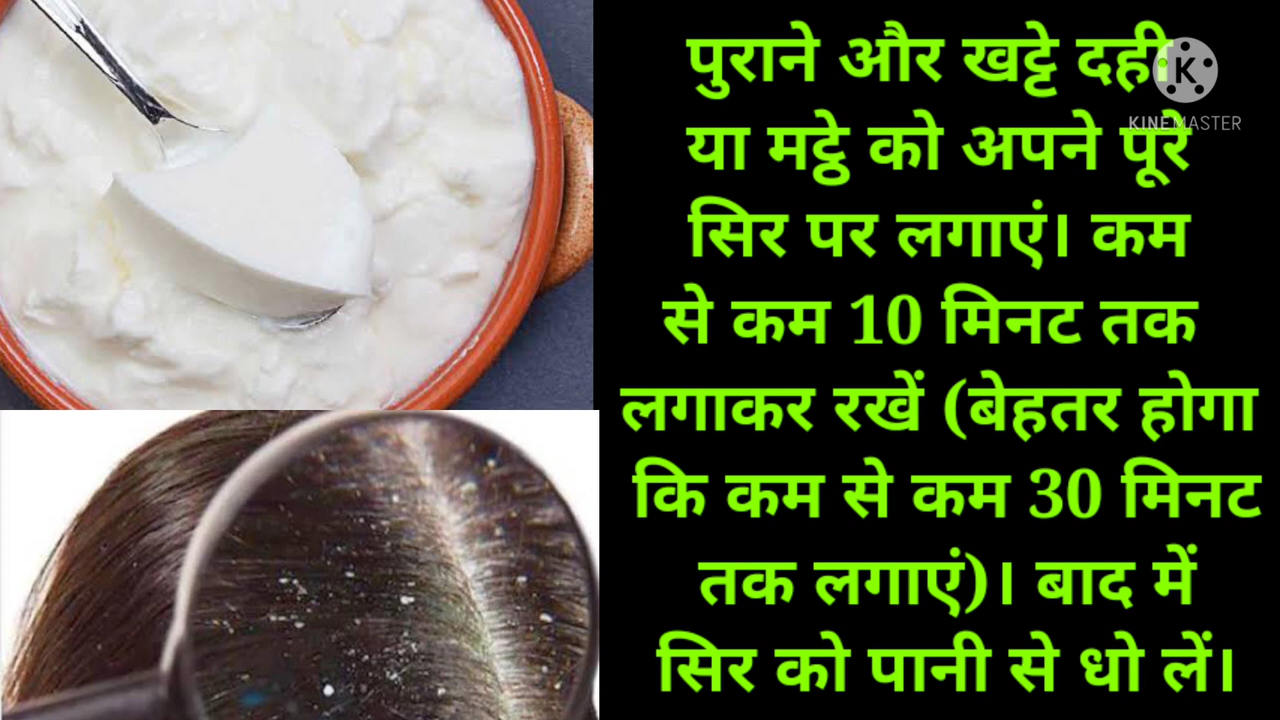 पुराने और खट्टे दही
या मट्ठे को अपने पूरे
सिर पर लगाएं। कम
से कम 10 मिनट तक
लगाकर रखें (बेहतर होगा
कि कम से कम 30 मिनट
तक लगाएं)। बाद में
सिर को पानी से धो लें।
K
KINEMASTER